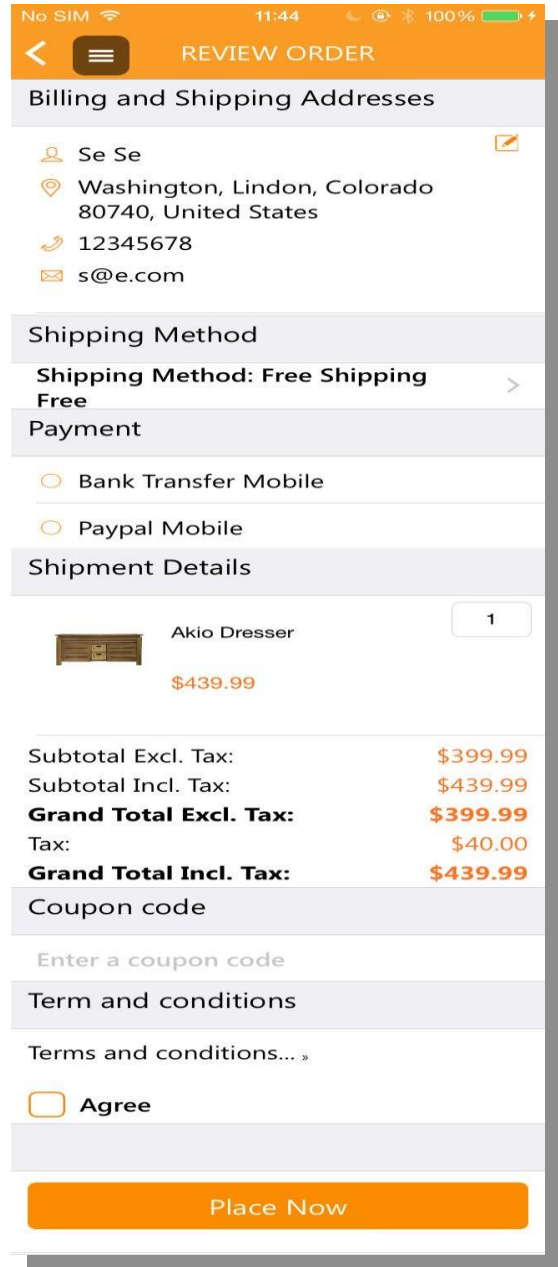 No SIM 11:44 100%
REVIEW ORDER
Billing and Shipping Addresses
Se Se
Washington, Lindon, Colorado
80740, United States
12345678
s@e.com
Shipping Method
Shipping Method: Free Shipping
Free
Payment
Bank Transfer Mobile
Paypal Mobile
Shipment Details
Akio Dresser
1
$439.99
Subtotal Excl. Tax: $399.99
Subtotal Incl. Tax: $439.99
Grand Total Excl. Tax: $399.99
Tax: $40.00
Grand Total Incl. Tax: $439.99
Coupon code
Enter a coupon code
Term and conditions
Terms and conditions... »
Agree
Place Now